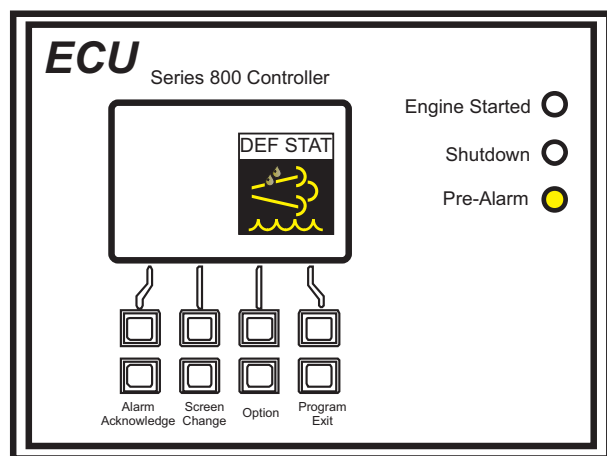 ECU
Series 800 Controller
DEF STAT
Engine Started
Shutdown
Pre-Alarm
Alarm
Acknowledge
Screen
Change
Option
Program
Exit